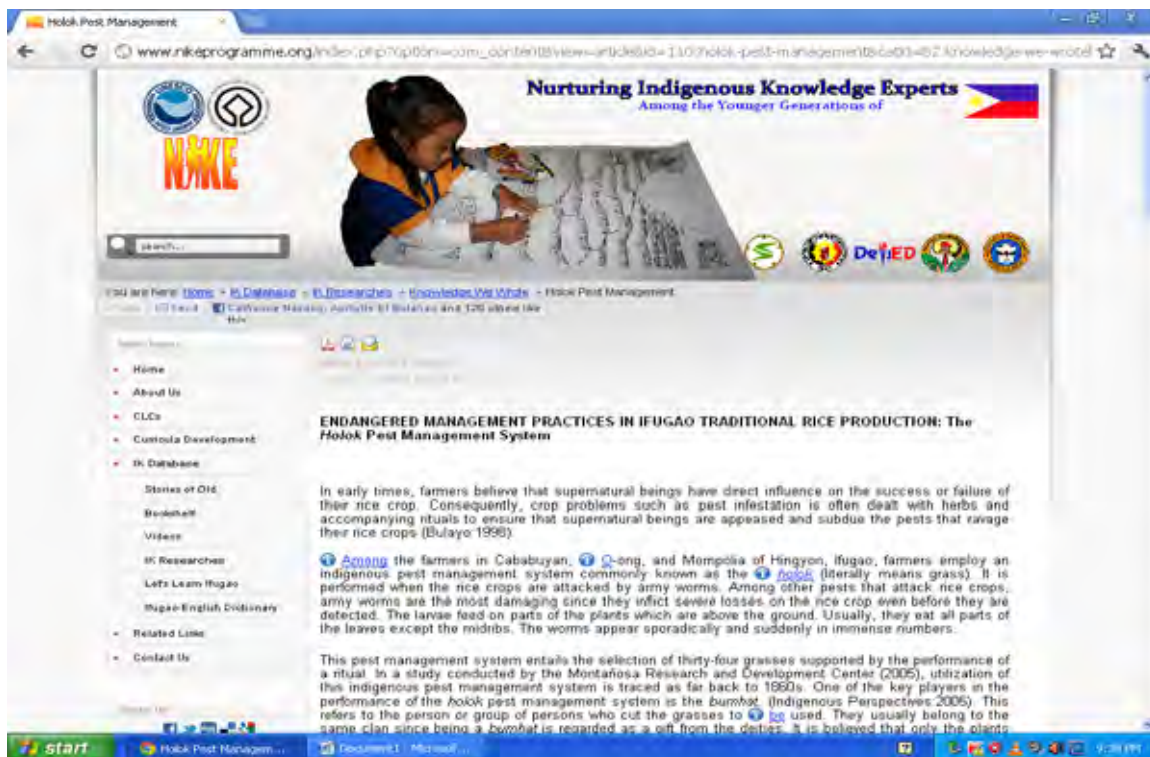 Holok Pest Management
www.nikeprogramme.org/index.php?option=com_content&view=article&id=110:holok-pest-management&catid=
Nurturing Indigenous Knowledge Experts
Among the Younger Generations of
NIKE
search...
DepED
You are here: Home IK Database IK Researches Knowledge We Wrote Holok Pest Management
and 126 others like
this
Home
About Us
CLCs
Curricula Development
IK Database
Stories of Old
Bookshelf
Videos
IK Researches
Let's Learn Ifugao
Ifugao-English Dictionary
Related Links
Contact Us
ENDANGERED MANAGEMENT PRACTICES IN IFUGAO TRADITIONAL RICE PRODUCTION: The
Holok Pest Management System
In early times, farmers believe that supernatural beings have direct influence on the success or failure of
their rice crop. Consequently, crop problems such as pest infestation is often dealt with herbs and
accompanying rituals to ensure that supernatural beings are appeased and subdue the pests that ravage
their rice crops (Bulayo 1998).
Among the farmers in Cababuyan, O-ong, and Mompolia of Hingyon, Ifugao, farmers employ an
indigenous pest management system commonly known as the holok (literally means grass). It is
performed when the rice crops are attacked by army worms. Among other pests that attack rice crops,
army worms are the most damaging since they inflict severe losses on the rice crop even before they are
detected. The larvae feed on parts of the plants which are above the ground. Usually, they eat all parts of
the leaves except the midribs. The worms appear sporadically and suddenly in immense numbers.
This pest management system entails the selection of thirty-four grasses supported by the performance of
a ritual. In a study conducted by the Montañosa Research and Development Center (2005), utilization of
this indigenous pest management system is traced as far back to 1860s. One of the key players in the
performance of the holok pest management system is the bumhat. (Indigenous Perspectives 2005). This
refers to the person or group of persons who cut the grasses to be used. They usually belong to the
same clan since being a bumhat is regarded as a gift from the deities. It is believed that only the plants
start
Holok Pest Managem...
Document1 - Microsof...
9:38 PM